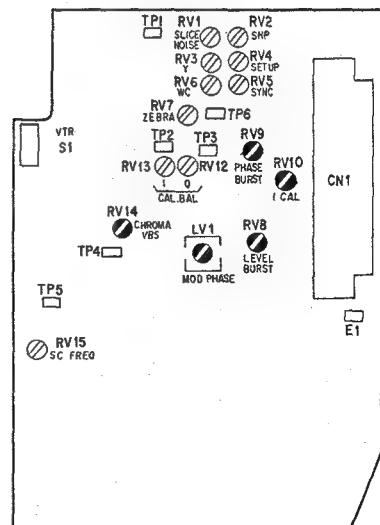 TP1
RV1
SLICE
NOISE
RV2
SHP
RV3
Y
RV4
SETUP
RV6
WC
RV5
SYNC
RV7
ZEBRA
TP6
VTR
S1
TP2
TP3
RV9
PHASE
BURST
RV13
RV12
I
Q
CAL.BAL
RV10
I CAL
CN1
RV14
CHROMA
VBS
TP4
LV1
MOD PHASE
RV8
LEVEL
BURST
TP5
E1
RV15
SC FREQ